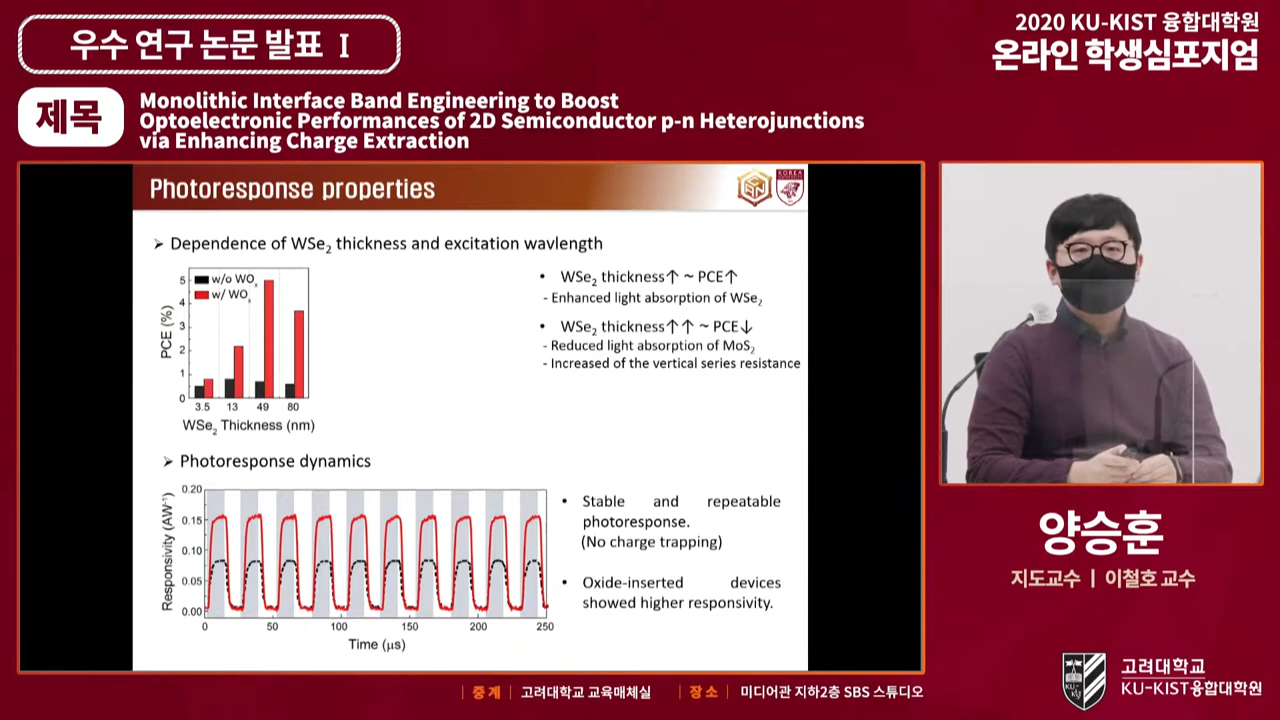 우수 연구 논문 발표 Ⅰ
2020 KU-KIST 융합대학원
온라인 학생심포지엄
제목
Monolithic Interface Band Engineering to Boost
Optoelectronic Performances of 2D Semiconductor p-n Heterojunctions
via Enhancing Charge Extraction
Photoresponse properties
KOREA
➢ Dependence of WSe₂ thickness and excitation wavlength
w/o WOₓ
w/ WOₓ
PCE (%)
5
4
3
2
1
0
3.5 13 49 80
WSe₂ Thickness (nm)
• WSe₂ thickness↑ ~ PCE↑
- Enhanced light absorption of WSe₂
• WSe₂ thickness↑↑ ~ PCE↓
- Reduced light absorption of MoS₂
- Increased of the vertical series resistance
➢ Photoresponse dynamics
Responsivity (AW⁻¹)
0.20
0.15
0.10
0.05
0.00
0 50 100 150 200 250
Time (μs)
• Stable and repeatable
photoresponse.
(No charge trapping)
• Oxide-inserted devices
showed higher responsivity.
양승훈
지도교수 | 이철호 교수
| 중 계 | 고려대학교 교육매체실 | 장 소 | 미디어관 지하2층 SBS 스튜디오
KU-
KIST
고려대학교
KU-KIST융합대학원